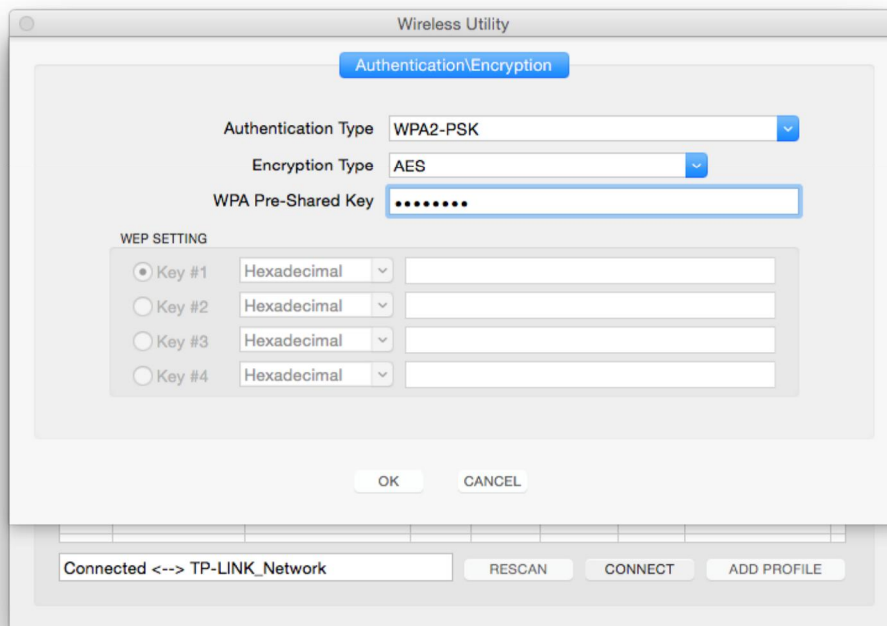 Wireless Utility
Authentication\Encryption
Authentication Type WPA2-PSK
Encryption Type AES
WPA Pre-Shared Key ••••••••
WEP SETTING
Key #1 Hexadecimal
Key #2 Hexadecimal
Key #3 Hexadecimal
Key #4 Hexadecimal
OK CANCEL
Connected <--> TP-LINK_Network RESCAN CONNECT ADD PROFILE